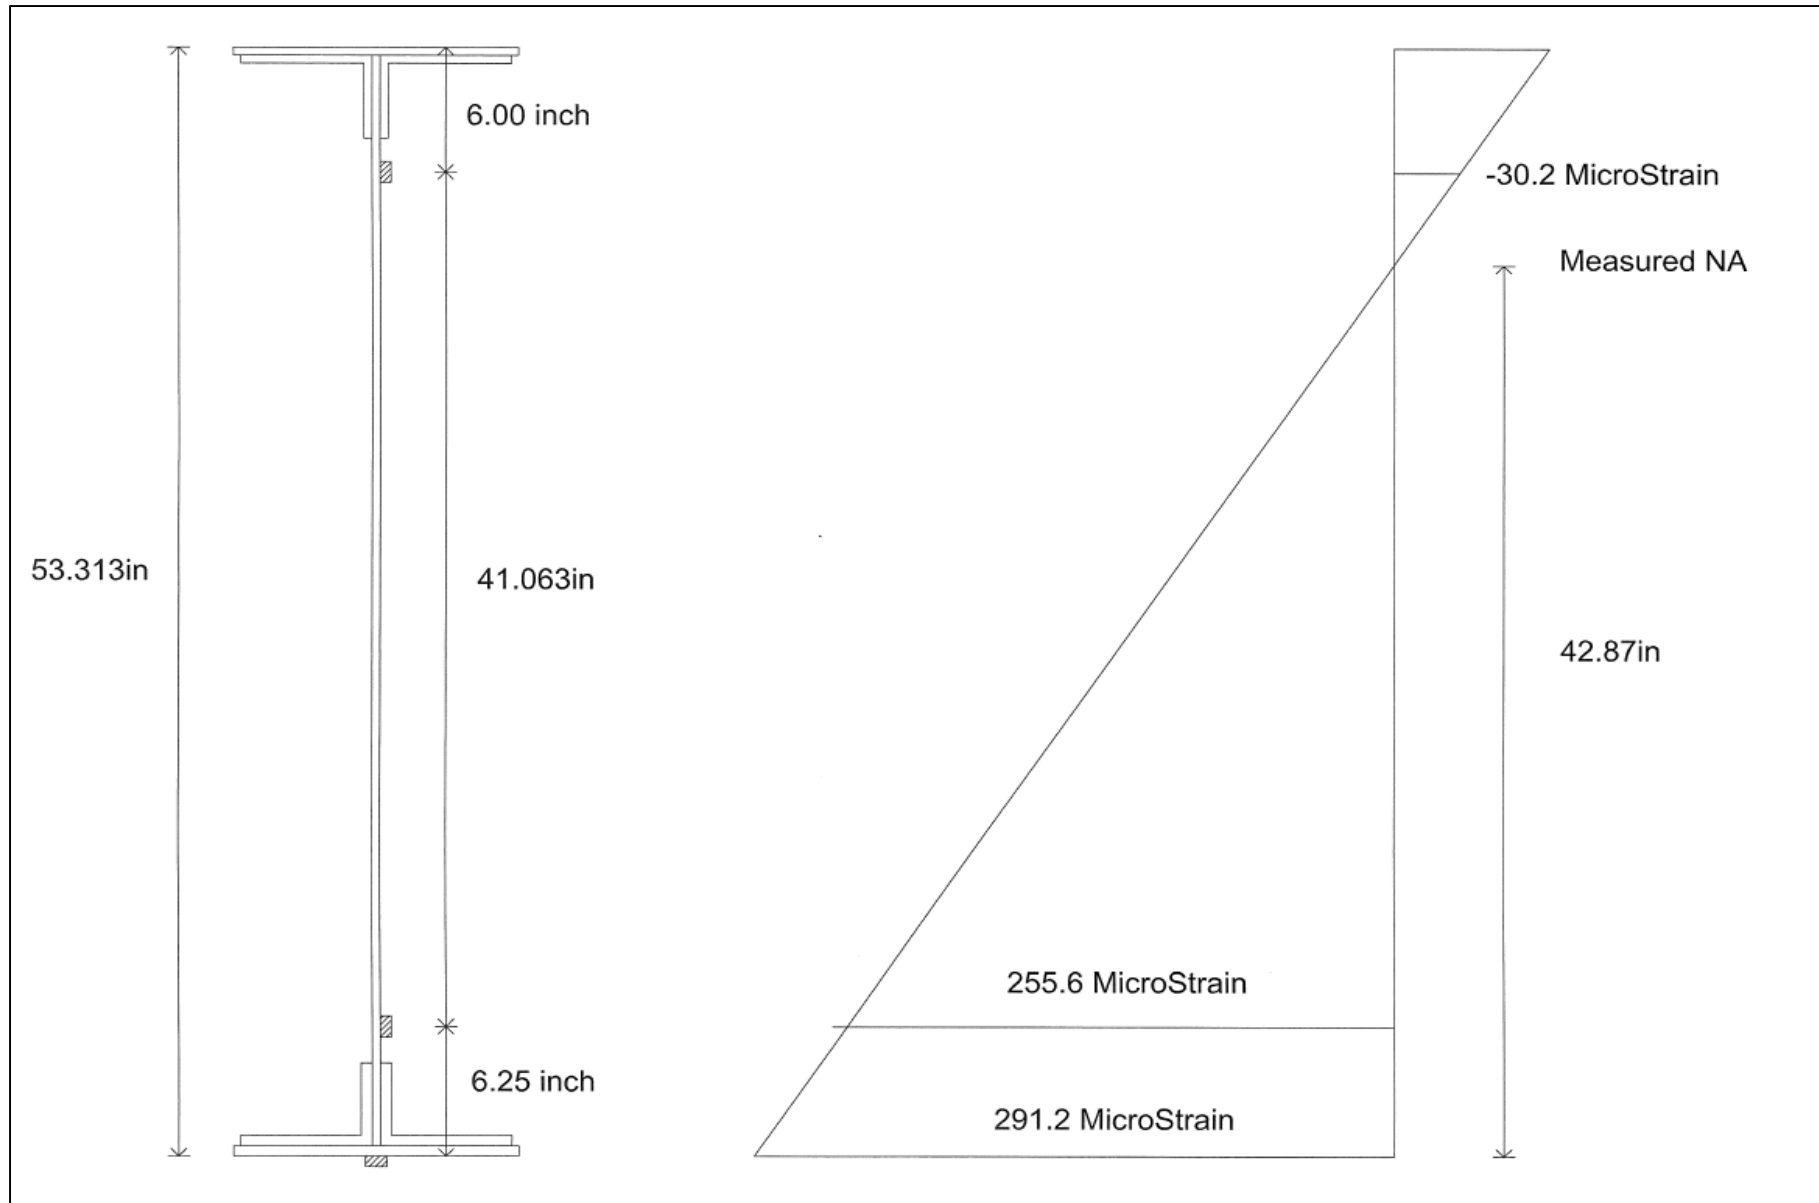 6.00 inch
-30.2 MicroStrain
Measured NA
53.313in
41.063in
42.87in
255.6 MicroStrain
6.25 inch
291.2 MicroStrain